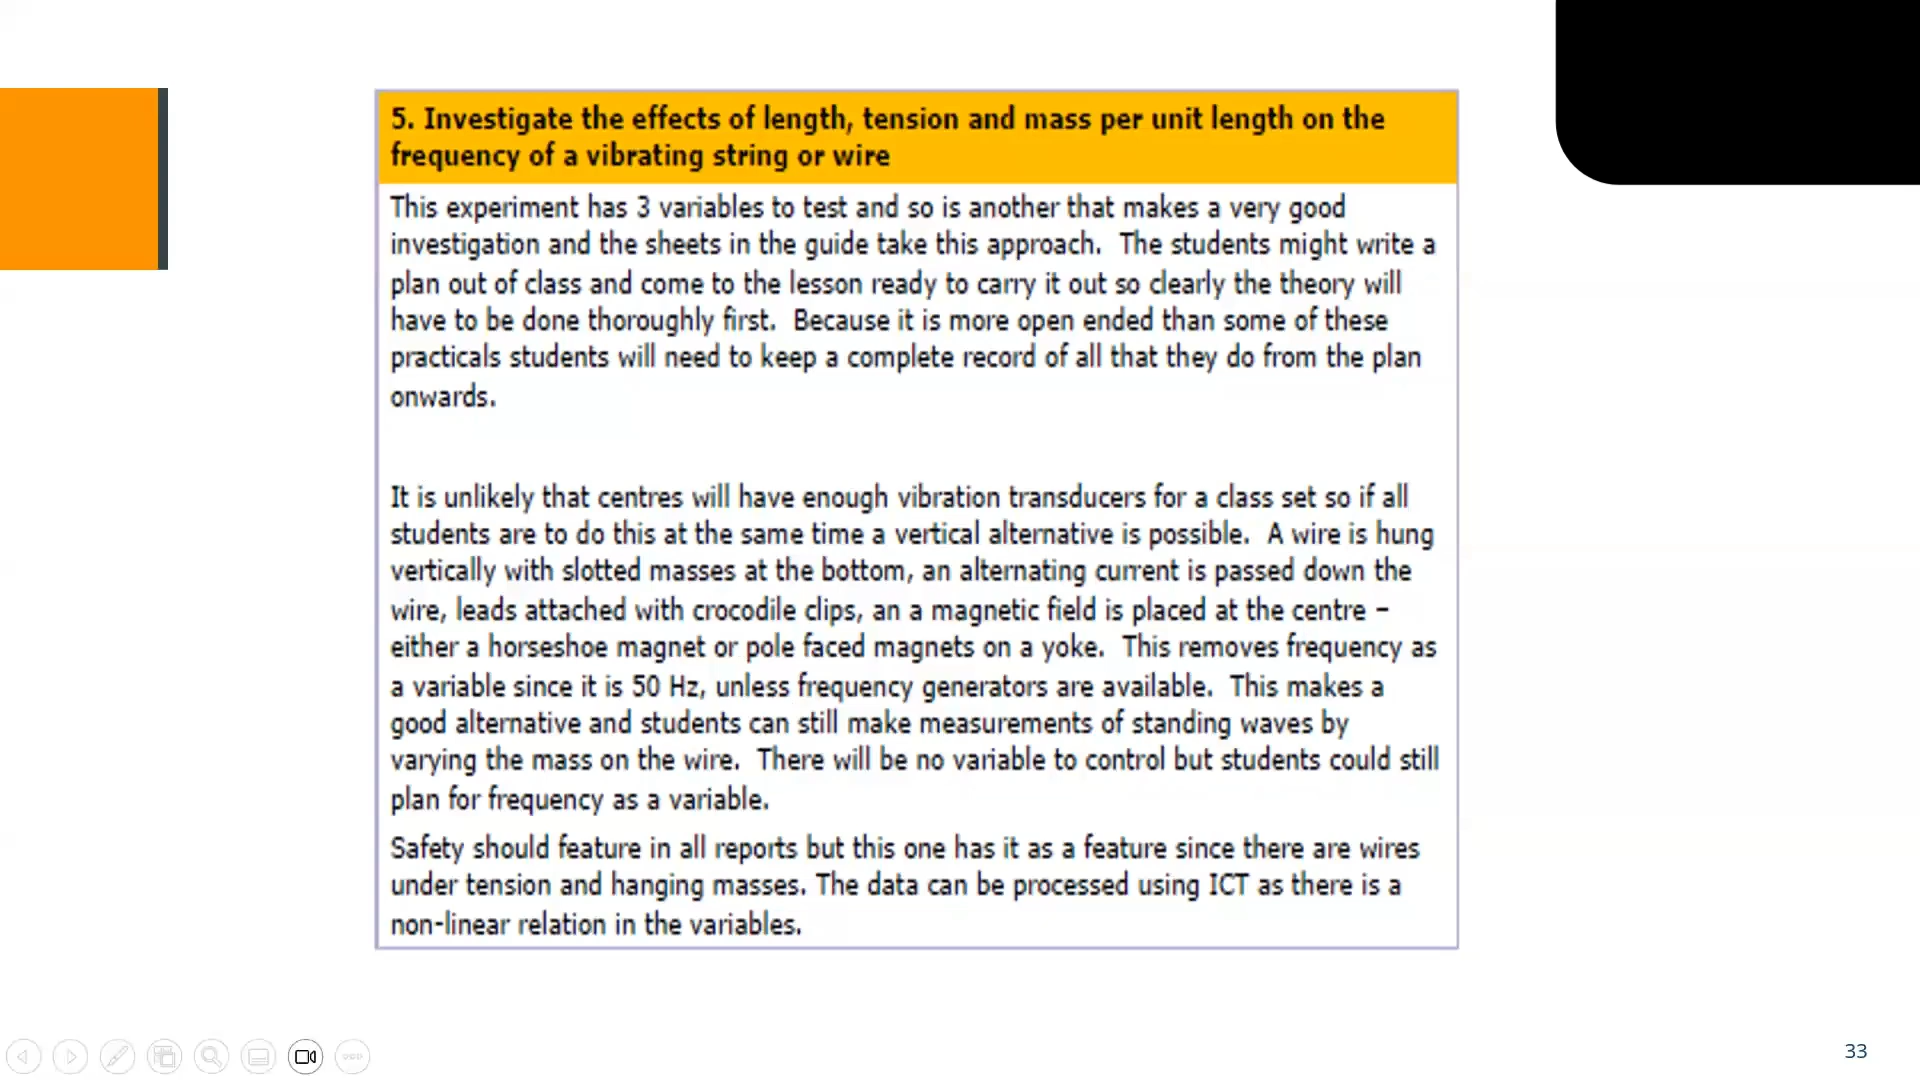 5. Investigate the effects of length, tension and mass per unit length on the
frequency of a vibrating string or wire
This experiment has 3 variables to test and so is another that makes a very good
investigation and the sheets in the guide take this approach. The students might write a
plan out of class and come to the lesson ready to carry it out so clearly the theory will
have to be done thoroughly first. Because it is more open ended than some of these
practicals students will need to keep a complete record of all that they do from the plan
onwards.
It is unlikely that centres will have enough vibration transducers for a class set so if all
students are to do this at the same time a vertical alternative is possible. A wire is hung
vertically with slotted masses at the bottom, an alternating current is passed down the
wire, leads attached with crocodile clips, an a magnetic field is placed at the centre –
either a horseshoe magnet or pole faced magnets on a yoke. This removes frequency as
a variable since it is 50 Hz, unless frequency generators are available. This makes a
good alternative and students can still make measurements of standing waves by
varying the mass on the wire. There will be no variable to control but students could still
plan for frequency as a variable.
Safety should feature in all reports but this one has it as a feature since there are wires
under tension and hanging masses. The data can be processed using ICT as there is a
non-linear relation in the variables.
33